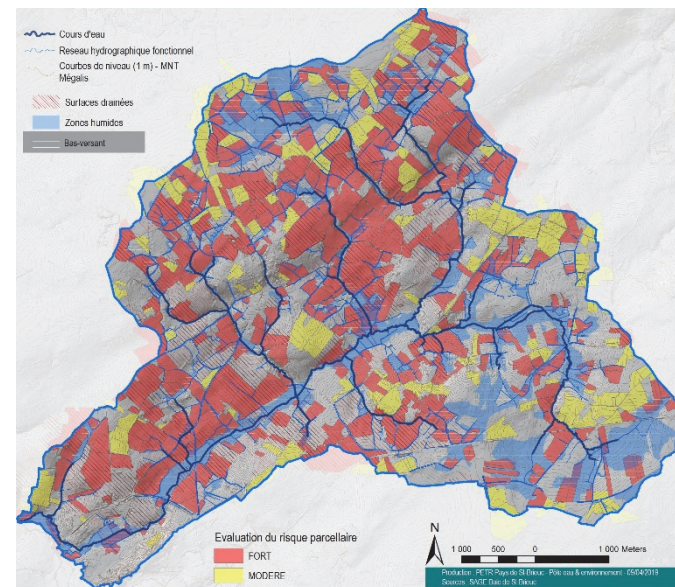 Cours d'eau
Reseau hydrographique fonctionnel
Courbes de niveau (1 m) - MNT
Mégalis
Surfaces drainées
Zones humides
Bas-versant
Evaluation du risque parcellaire
FORT
MODERE
N
1 000 500 0 1 000 Meters
Production : PETR Pays de St Brieuc - Pôle eau & environnement - 05/04/2019
Sources : SAGE Baie de St Brieuc